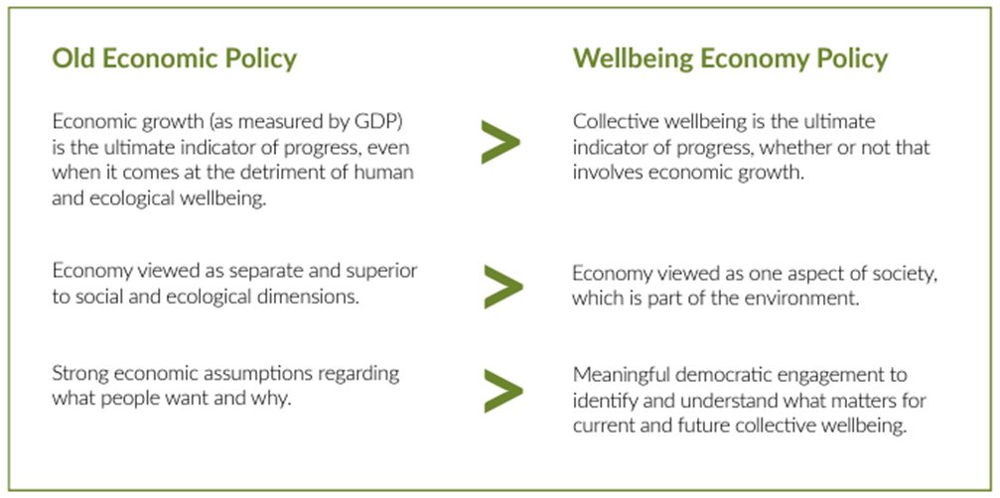 Old Economic Policy
Wellbeing Economy Policy
Economic growth (as measured by GDP)
is the ultimate indicator of progress, even
when it comes at the detriment of human
and ecological wellbeing.
>
Collective wellbeing is the ultimate
indicator of progress, whether or not that
involves economic growth.
Economy viewed as separate and superior
to social and ecological dimensions.
>
Economy viewed as one aspect of society,
which is part of the environment.
Strong economic assumptions regarding
what people want and why.
>
Meaningful democratic engagement to
identify and understand what matters for
current and future collective wellbeing.